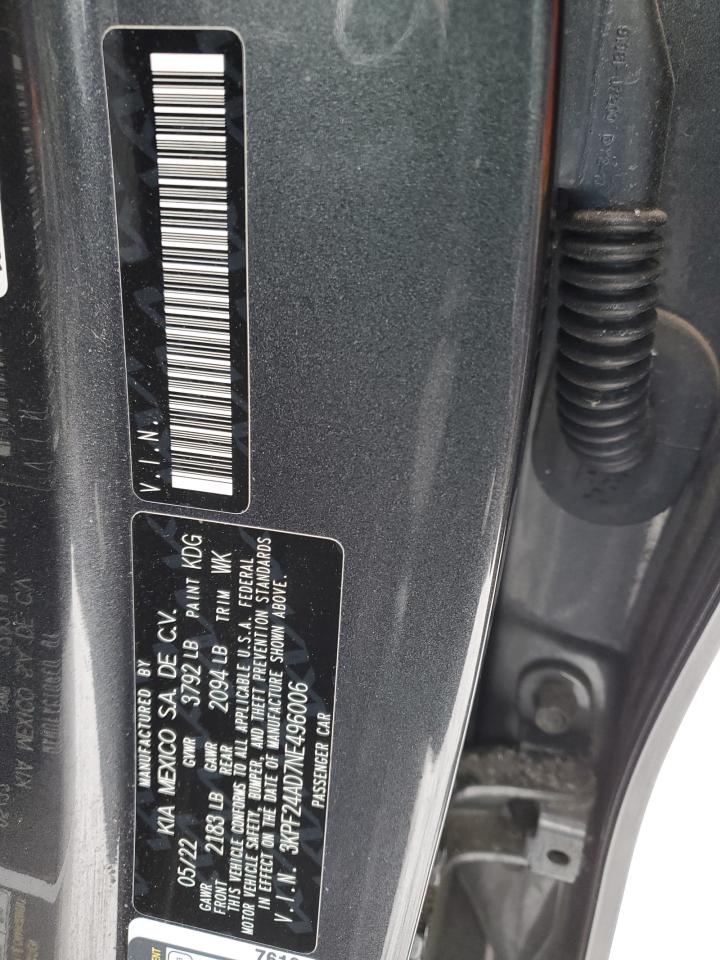 V.I.N.
MANUFACTURED BY
KIA MEXICO S.A. DE C.V.
05/22 GVWR 3792 LB PAINT KDG
GAWR FRONT 2183 LB GAWR REAR 2094 LB TRIM WK
THIS VEHICLE CONFORMS TO ALL APPLICABLE U.S.A. FEDERAL
MOTOR VEHICLE SAFETY, BUMPER, AND THEFT PREVENTION STANDARDS
IN EFFECT ON THE DATE OF MANUFACTURE SHOWN ABOVE.
V.I.N. 3KPF24AD7NE496006
PASSENGER CAR